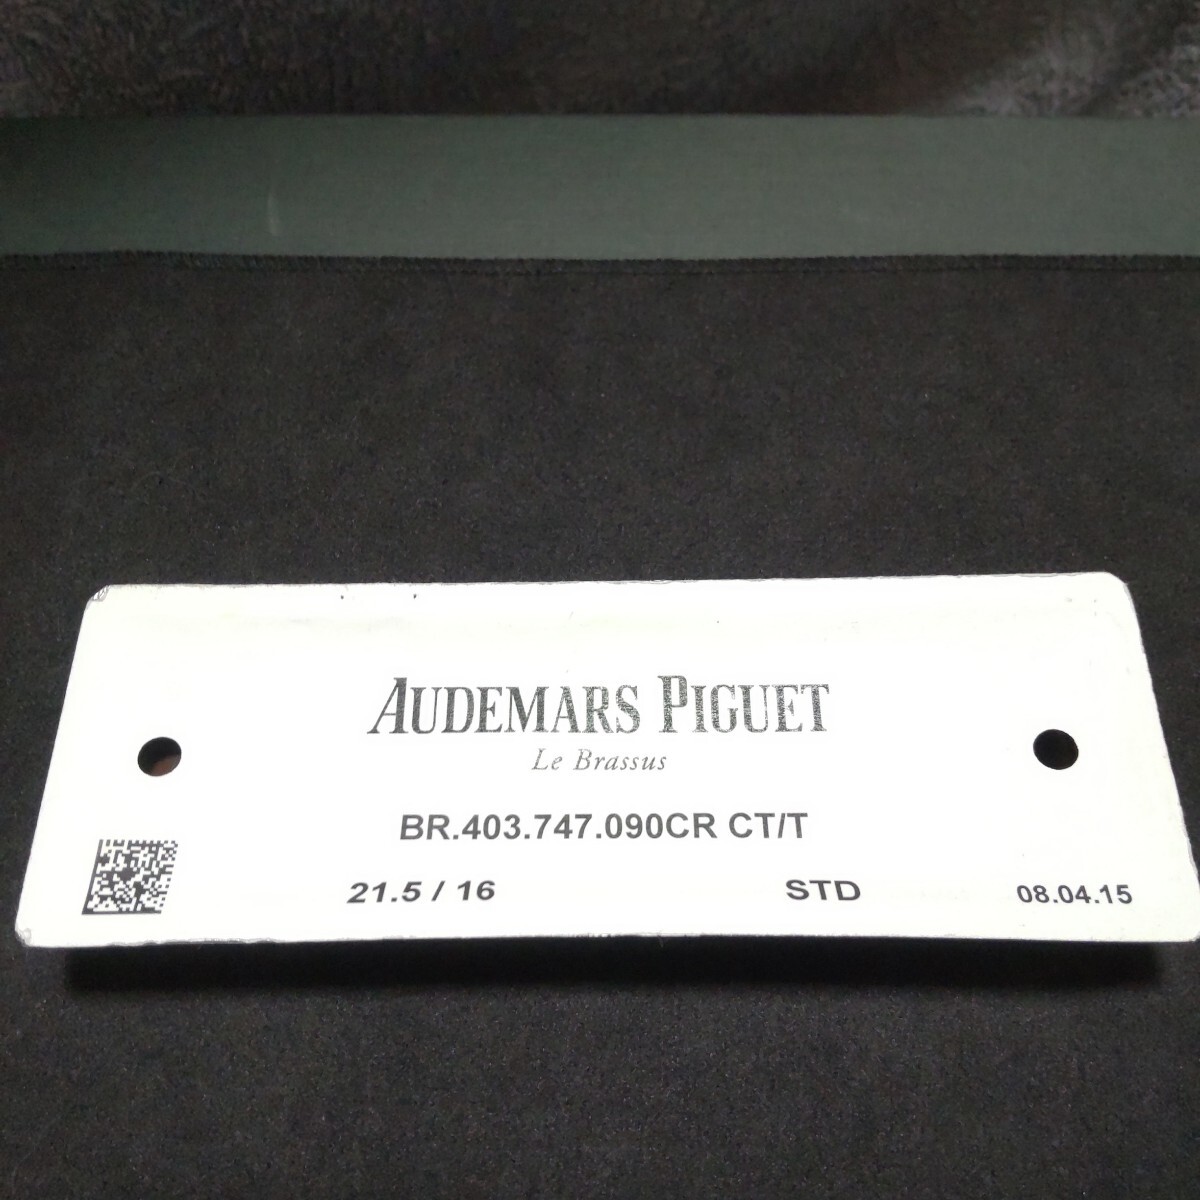 AUDEMARS PIGUET
Le Brassus
BR.403.747.090CR CT/T
21.5 / 16 STD 08.04.15